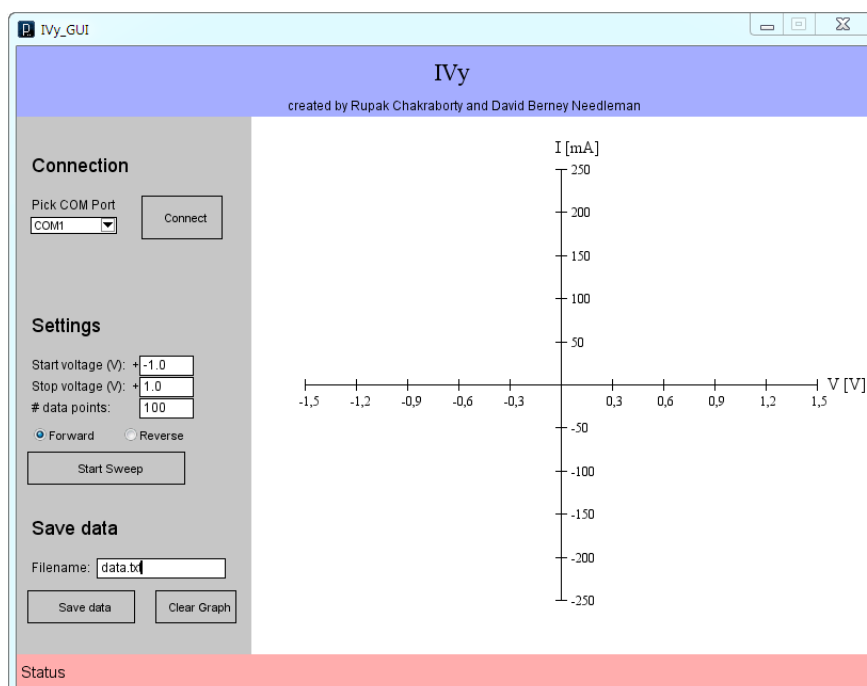 IVy_GUI
IVy
created by Rupak Chakraborty and David Berney Needleman
Connection
Pick COM Port
COM1
Connect
Settings
Start voltage (V): + -1.0
Stop voltage (V): + 1.0
# data points: 100
Forward Reverse
Start Sweep
Save data
Filename: data.txt
Save data Clear Graph
I [mA]
250
200
150
100
50
V [V]
-1,5 -1,2 -0,9 -0,6 -0,3 0,3 0,6 0,9 1,2 1,5
-50
-100
-150
-200
-250
Status